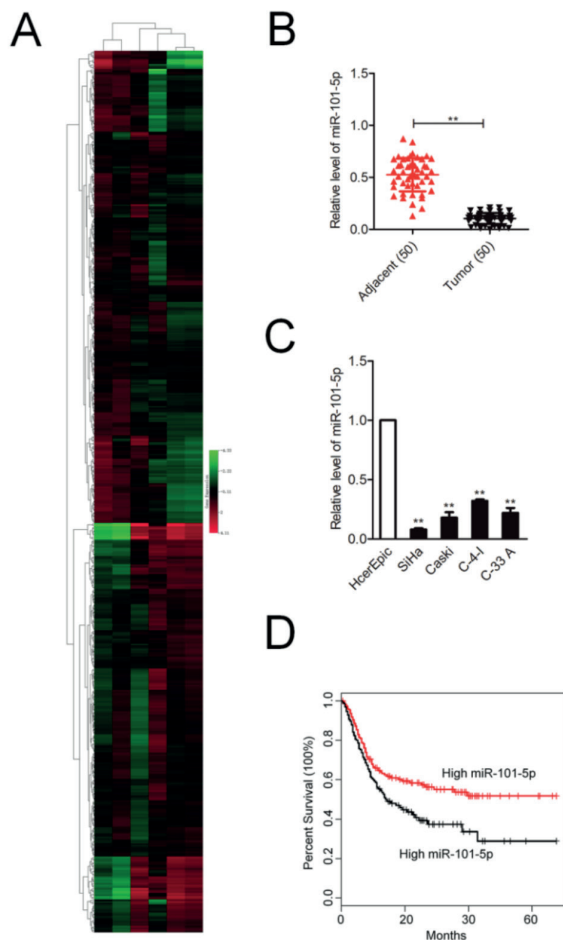 A
B
Relative level of miR-101-5p
1.5
1.0
0.5
0.0
**
Adjacent (50)
Tumor (50)
C
Relative level of miR-101-5p
1.5
1.0
0.5
0.0
**
**
**
**
HcerEpic
SiHa
Caski
C-4-I
C-33 A
D
Percent Survival (100%)
1.0
0.8
0.6
0.4
0.2
0.0
High miR-101-5p
High miR-101-5p
0
20
30
60
Months